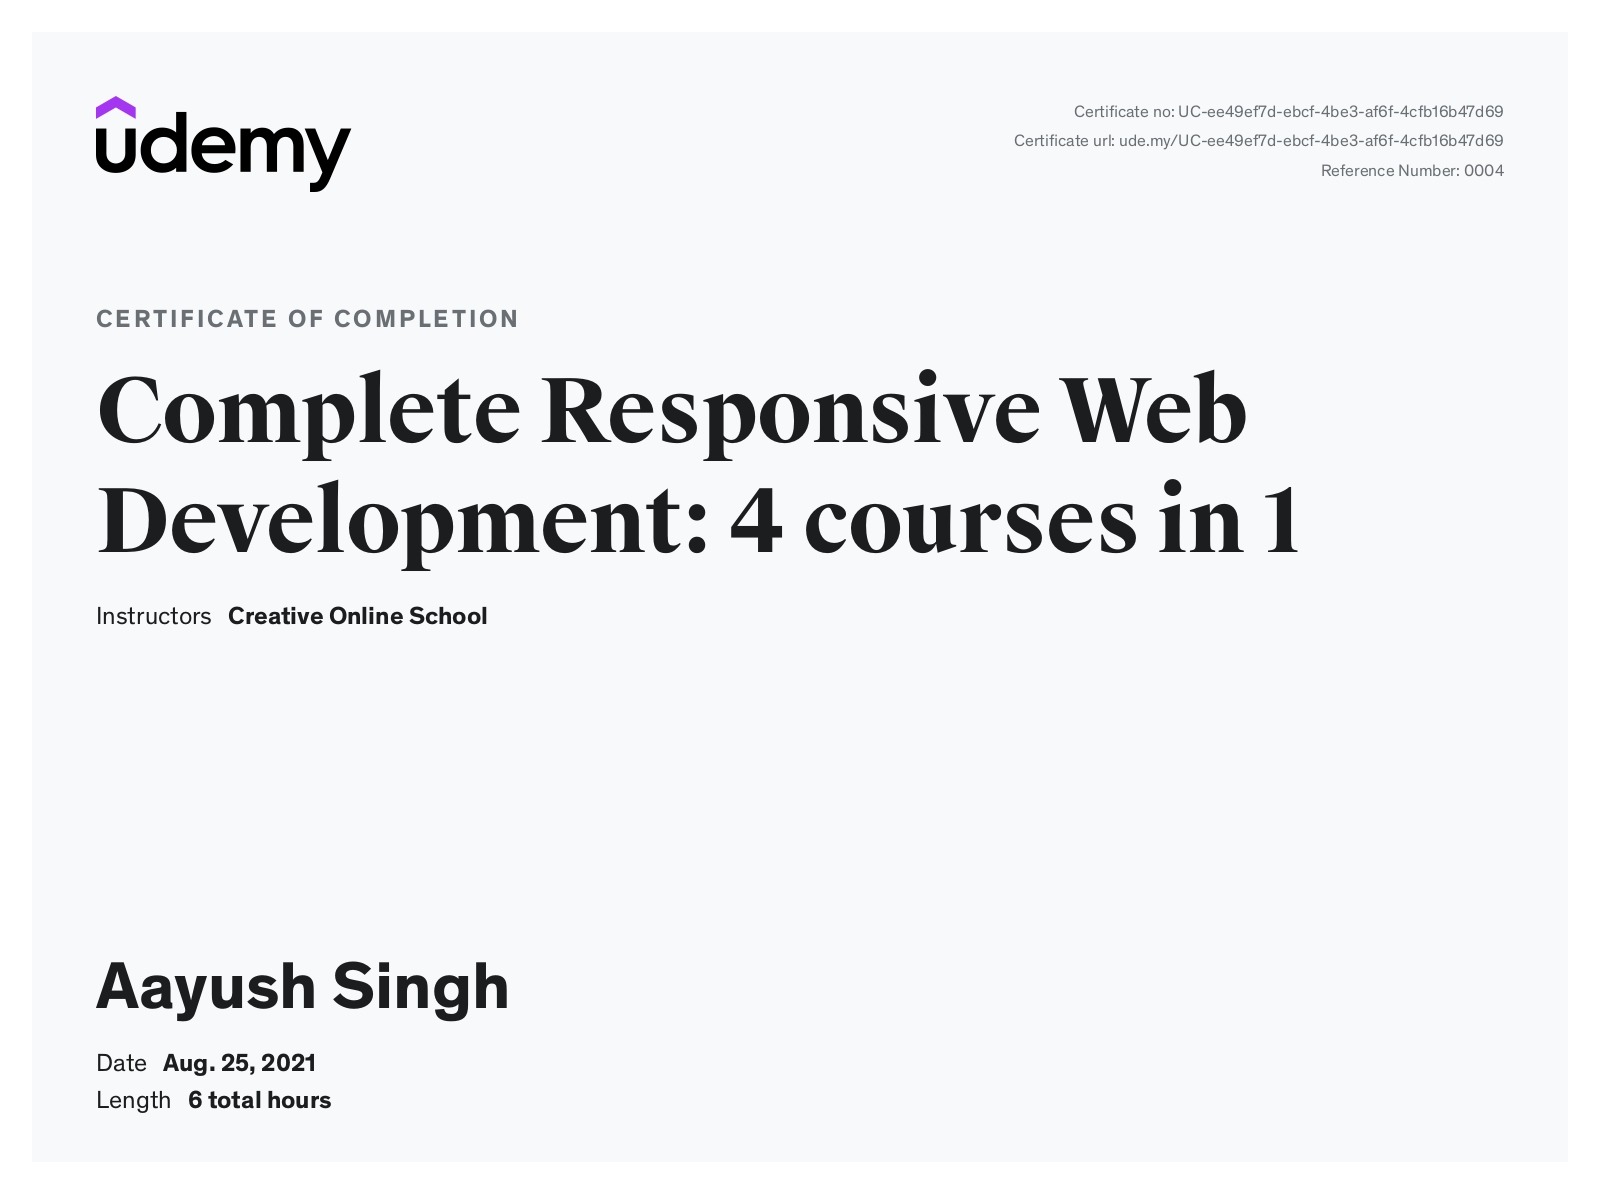 udemy
Certificate no: UC-ee49ef7d-ebcf-4be3-af6f-4cfb16b47d69
Certificate url: ude.my/UC-ee49ef7d-ebcf-4be3-af6f-4cfb16b47d69
Reference Number: 0004
CERTIFICATE OF COMPLETION
Complete Responsive Web
Development: 4 courses in 1
Instructors Creative Online School
Aayush Singh
Date Aug. 25, 2021
Length 6 total hours